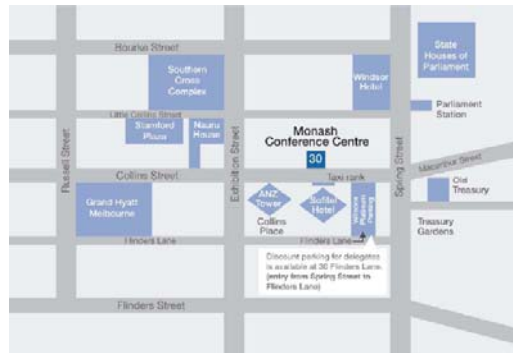 Bourke Street
State
Houses of
Parliament
Southern
Cross
Complex
Windsor
Hotel
Little Collins Street
Parliament
Station
Stamford
Plaza
Nauru
House
Monash
Conference Centre
30
Russell Street
Exhibition Street
Spring Street
Macarthur Street
Collins Street
Taxi rank
Old
Treasury
Grand Hyatt
Melbourne
ANZ
Tower
Sofitel
Hotel
Platinum
Parking
Collins
Place
Treasury
Gardens
Flinders Lane
Flinders Lane
Discount parking for delegates
is available at 30 Flinders Lane.
(entry from Spring Street to
Flinders Lane)
Flinders Street